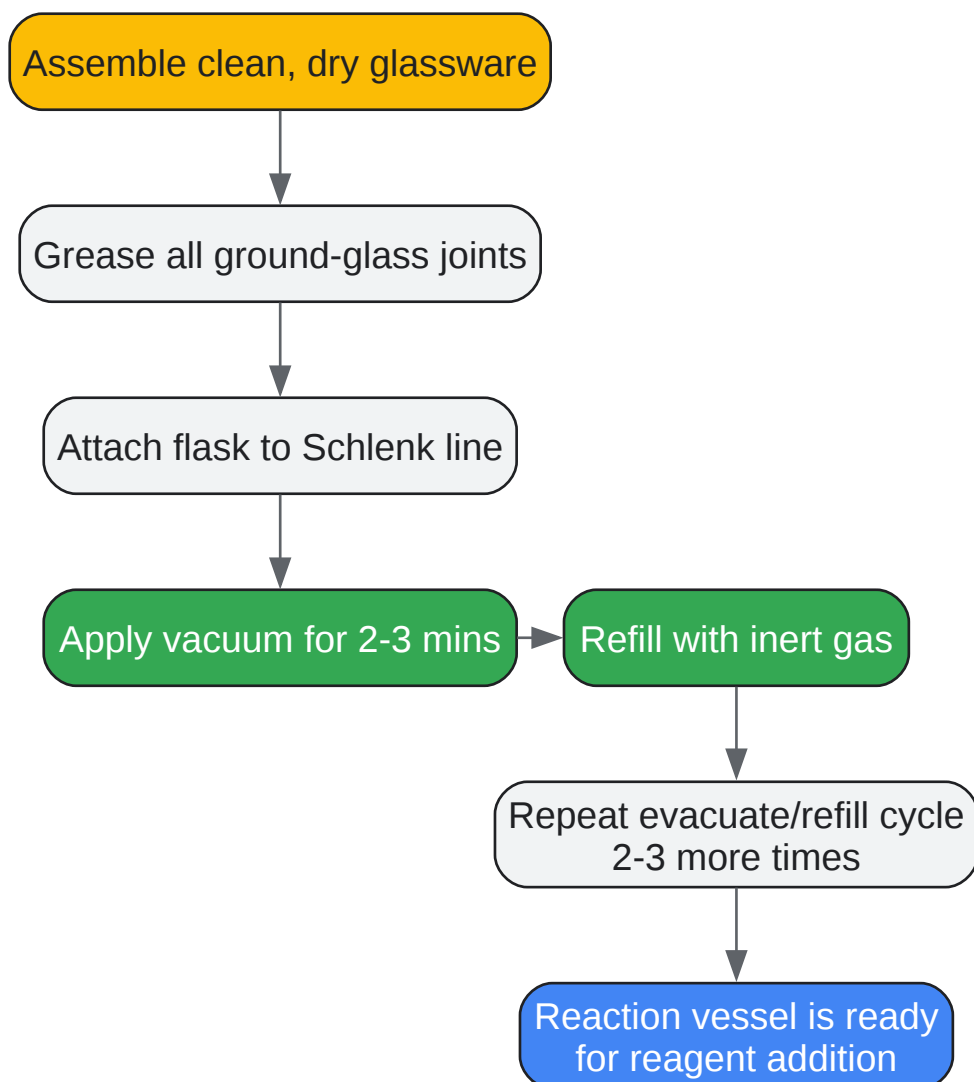 Assemble clean, dry glassware
Grease all ground-glass joints
Attach flask to Schlenk line
Apply vacuum for 2-3 mins
Refill with inert gas
Repeat evacuate/refill cycle
2-3 more times
Reaction vessel is ready
for reagent addition